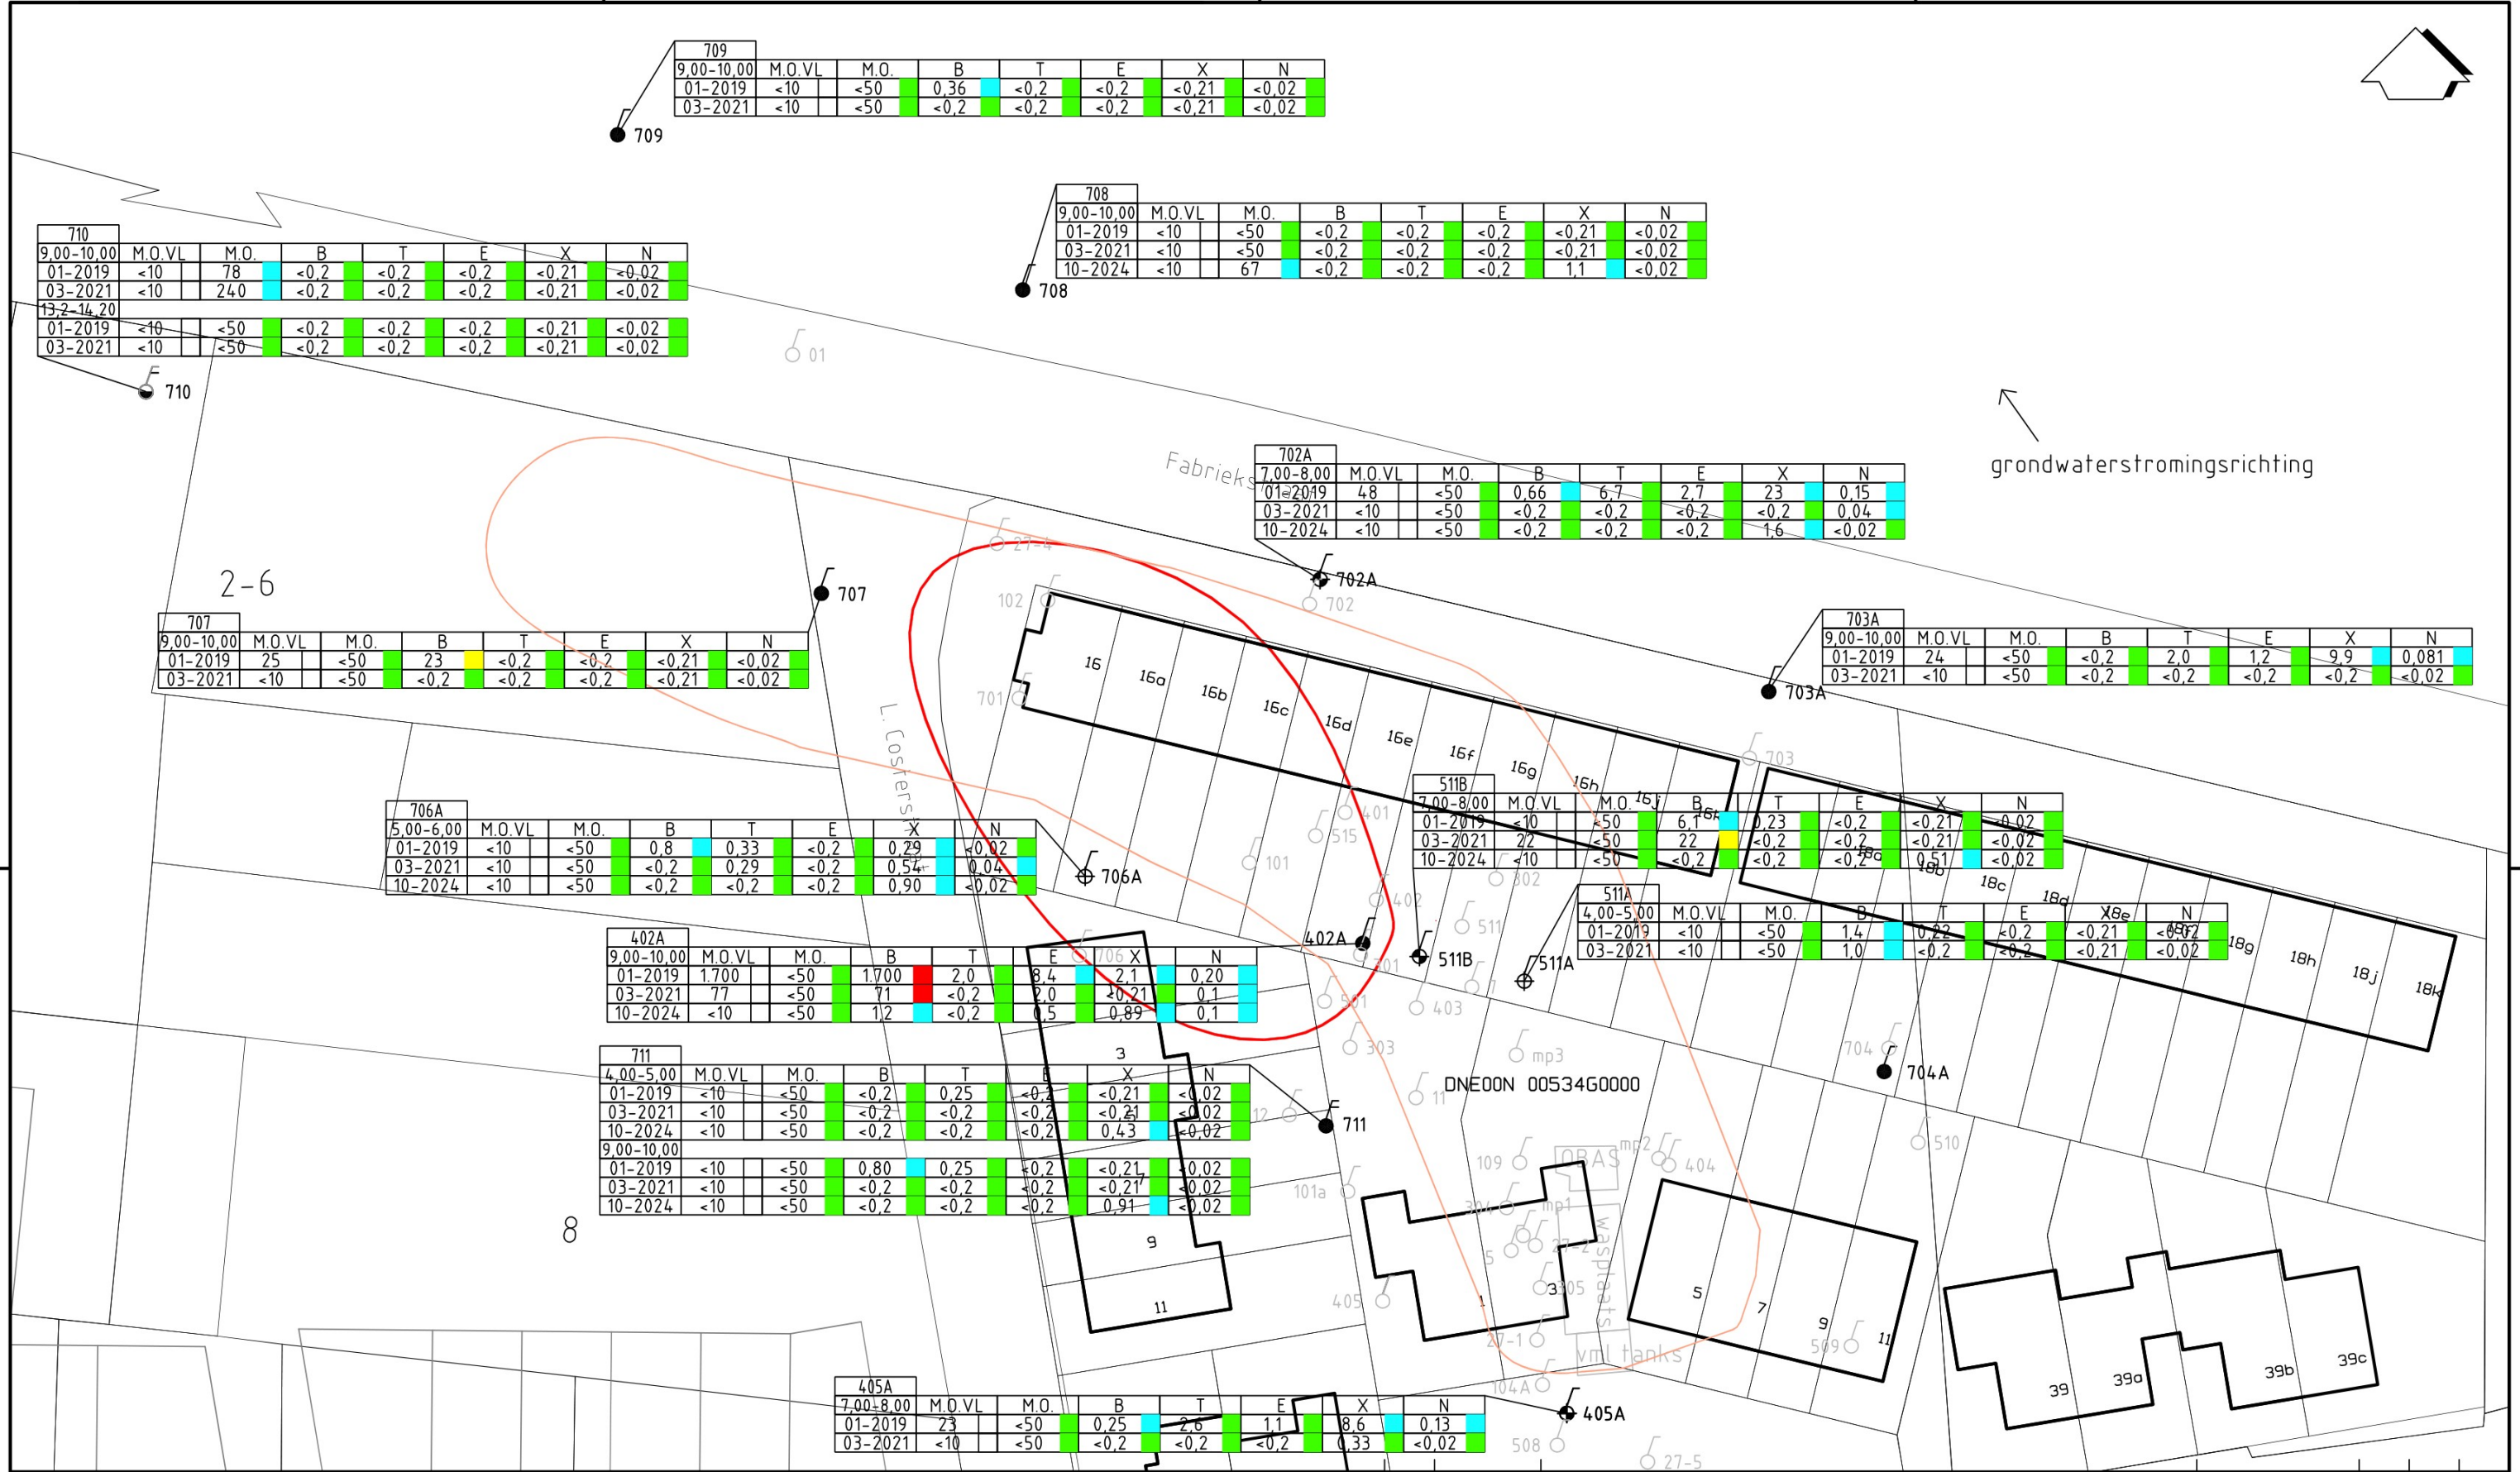 709
9,00-10,00 M.O.VL M.O. B T E X N
01-2019 <10 <50 0,36 <0,2 <0,2 <0,21 <0,02
03-2021 <10 <50 <0,2 <0,2 <0,2 <0,21 <0,02
709
708
9,00-10,00 M.O.VL M.O. B T E X N
01-2019 <10 <50 <0,2 <0,2 <0,2 <0,21 <0,02
03-2021 <10 <50 <0,2 <0,2 <0,2 <0,21 <0,02
10-2024 <10 67 <0,2 <0,2 <0,2 1,1 <0,02
708
710
9,00-10,00 M.O.VL M.O. B T E X N
01-2019 <10 78 <0,2 <0,2 <0,2 <0,21 <0,02
03-2021 <10 240 <0,2 <0,2 <0,2 <0,21 <0,02
13,2-14,20
01-2019 <10 <50 <0,2 <0,2 <0,2 <0,21 <0,02
03-2021 <10 <50 <0,2 <0,2 <0,2 <0,21 <0,02
710
01
grondwaterstromingsrichting
702A
7,00-8,00 M.O.VL M.O. B T E X N
01-2019 48 <50 0,66 6,7 2,7 23 0,15
03-2021 <10 <50 <0,2 <0,2 <0,2 <0,2 0,04
10-2024 <10 <50 <0,2 <0,2 <0,2 1,6 <0,02
702A
702
27-4
102
2-6
707
707
9,00-10,00 M.O.VL M.O. B T E X N
01-2019 25 <50 23 <0,2 <0,2 <0,21 <0,02
03-2021 <10 <50 <0,2 <0,2 <0,2 <0,21 <0,02
703A
9,00-10,00 M.O.VL M.O. B T E X N
01-2019 24 <50 <0,2 2,0 1,2 9,9 0,081
03-2021 <10 <50 <0,2 <0,2 <0,2 <0,2 <0,02
703A
703
701
16
16a
16b
16c
16d
16e
16f
16g
16h
16j
16k
706A
5,00-6,00 M.O.VL M.O. B T E X N
01-2019 <10 <50 0,8 0,33 <0,2 0,29 <0,02
03-2021 <10 <50 <0,2 0,29 <0,2 0,54 0,04
10-2024 <10 <50 <0,2 <0,2 <0,2 0,90 <0,02
706A
401
515
101
402
302
511
511B
7,00-8,00 M.O.VL M.O. B T E X N
01-2019 <10 <50 6,1 0,23 <0,2 <0,21 <0,02
03-2021 22 <50 22 <0,2 <0,2 <0,21 <0,02
10-2024 <10 <50 <0,2 <0,2 <0,2 0,51 <0,02
511A
4,00-5,00 M.O.VL M.O. B T E X N
01-2019 <10 <50 1,4 0,22 <0,2 <0,21 <0,02
03-2021 <10 <50 1,0 <0,2 <0,2 <0,21 <0,02
18a
18b
18c
18d
18e
18f
18g
18h
18j
18k
402A
9,00-10,00 M.O.VL M.O. B T E X N
01-2019 1.700 <50 1.700 2,0 8,4 2,1 0,20
03-2021 77 <50 71 <0,2 2,0 <0,21 0,1
10-2024 <10 <50 1,2 <0,2 0,5 0,89 0,1
402A
706
301
511B
511A
7
501
403
303
mp3
704
704A
DNE00N 00534G0000
711
4,00-5,00 M.O.VL M.O. B T E X N
01-2019 <10 <50 <0,2 0,25 <0,2 <0,21 <0,02
03-2021 <10 <50 <0,2 <0,2 <0,2 <0,21 <0,02
10-2024 <10 <50 <0,2 <0,2 <0,2 0,43 <0,02
9,00-10,00
01-2019 <10 <50 0,80 0,25 <0,2 <0,21 <0,02
03-2021 <10 <50 <0,2 <0,2 <0,2 <0,21 <0,02
10-2024 <10 <50 <0,2 <0,2 <0,2 0,91 <0,02
3
5
7
9
11
12
711
11
510
109
OBAS
mp2
404
101a
304
mp1
5
27-2
wasplaats
305
405
1
3
27-1
vml tanks
104A
5
7
9
11
509
8
39
39a
39b
39c
405A
7,00-8,00 M.O.VL M.O. B T E X N
01-2019 23 <50 0,25 2,6 1,1 8,6 0,13
03-2021 <10 <50 <0,2 <0,2 <0,2 0,33 <0,02
405A
508
27-5